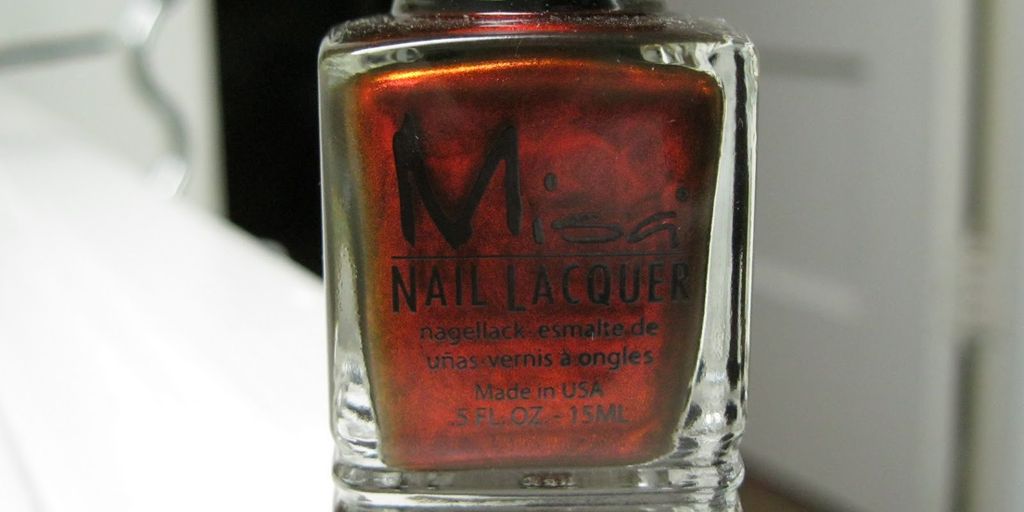 Misa
NAIL LACQUER
nagellack·esmalte de
uñas·vernis à ongles
Made in USA
.5 FL. OZ. - 15ML